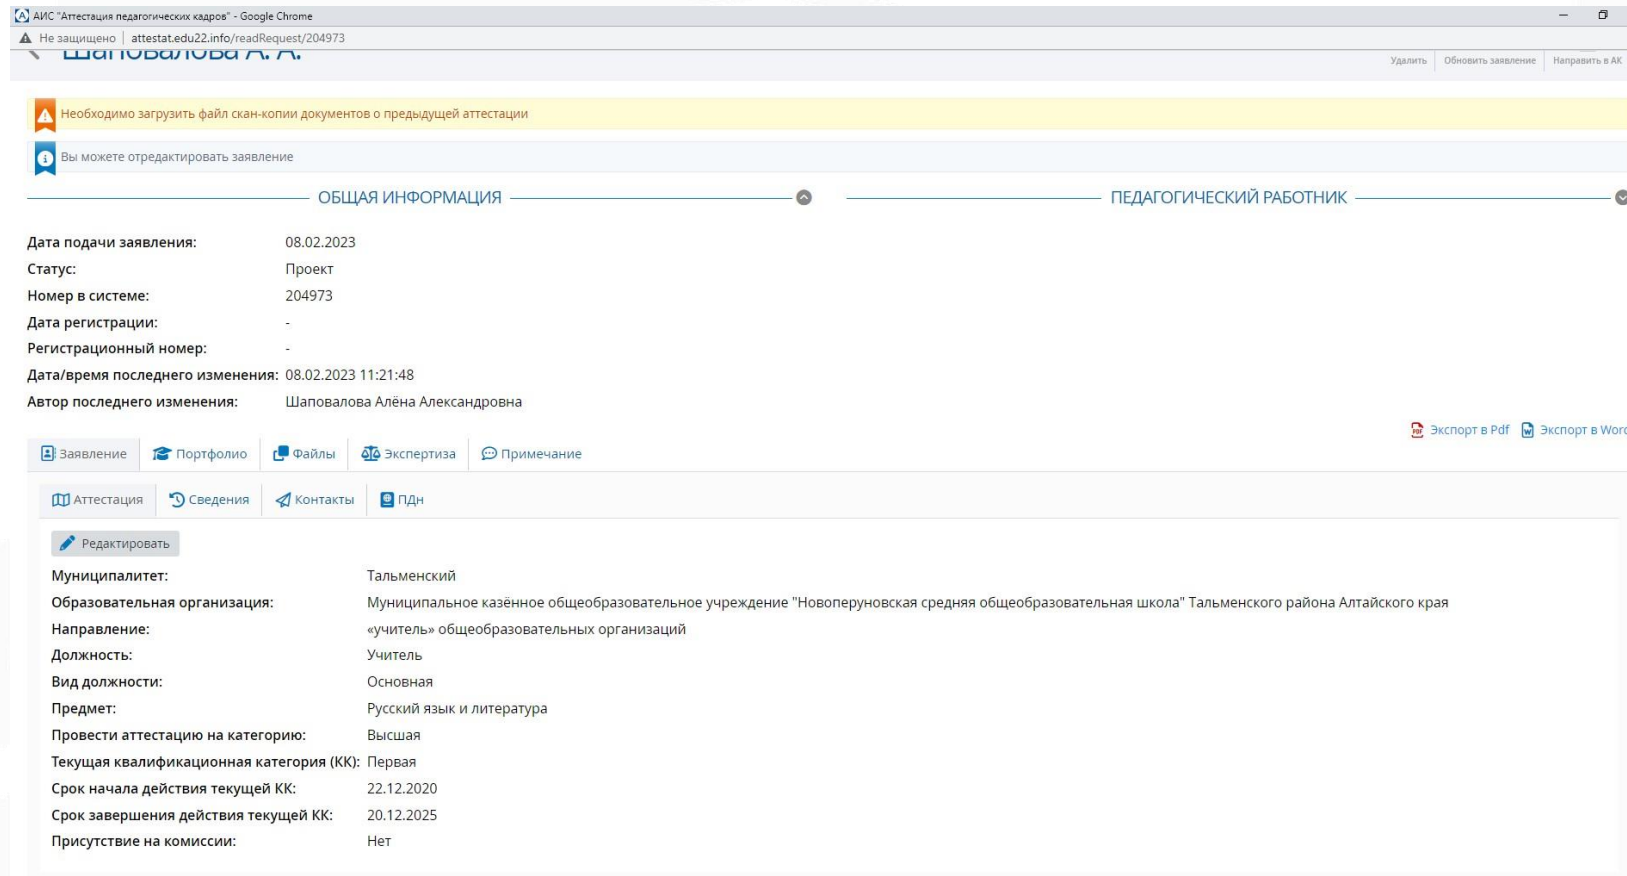 АИС "Аттестация педагогических кадров" - Google Chrome
Не защищено | attestat.edu22.info/readRequest/204973
Шаповалова А. А.
Удалить Обновить заявление Направить в АК
Необходимо загрузить файл скан-копии документов о предыдущей аттестации
Вы можете отредактировать заявление
ОБЩАЯ ИНФОРМАЦИЯ ПЕДАГОГИЧЕСКИЙ РАБОТНИК
Дата подачи заявления: 08.02.2023
Статус: Проект
Номер в системе: 204973
Дата регистрации: -
Регистрационный номер: -
Дата/время последнего изменения: 08.02.2023 11:21:48
Автор последнего изменения: Шаповалова Алёна Александровна
Экспорт в Pdf Экспорт в Word
Заявление Портфолио Файлы Экспертиза Примечание
Аттестация Сведения Контакты ПДн
Редактировать
Муниципалитет: Тальменский
Образовательная организация: Муниципальное казённое общеобразовательное учреждение "Новоперуновская средняя общеобразовательная школа" Тальменского района Алтайского края
Направление: «учитель» общеобразовательных организаций
Должность: Учитель
Вид должности: Основная
Предмет: Русский язык и литература
Провести аттестацию на категорию: Высшая
Текущая квалификационная категория (КК): Первая
Срок начала действия текущей КК: 22.12.2020
Срок завершения действия текущей КК: 20.12.2025
Присутствие на комиссии: Нет